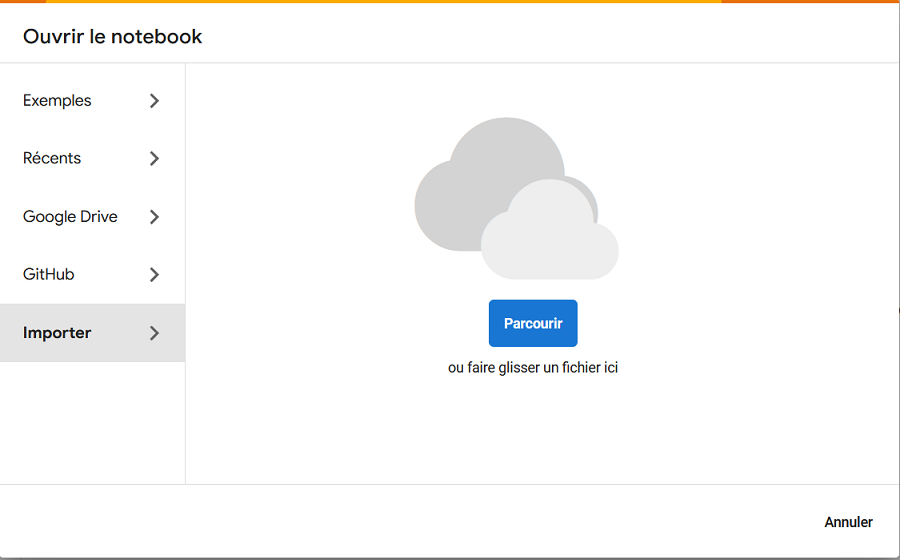 Ouvrir le notebook
Exemples
Récents
Google Drive
GitHub
Importer
Parcourir
ou faire glisser un fichier ici
Annuler